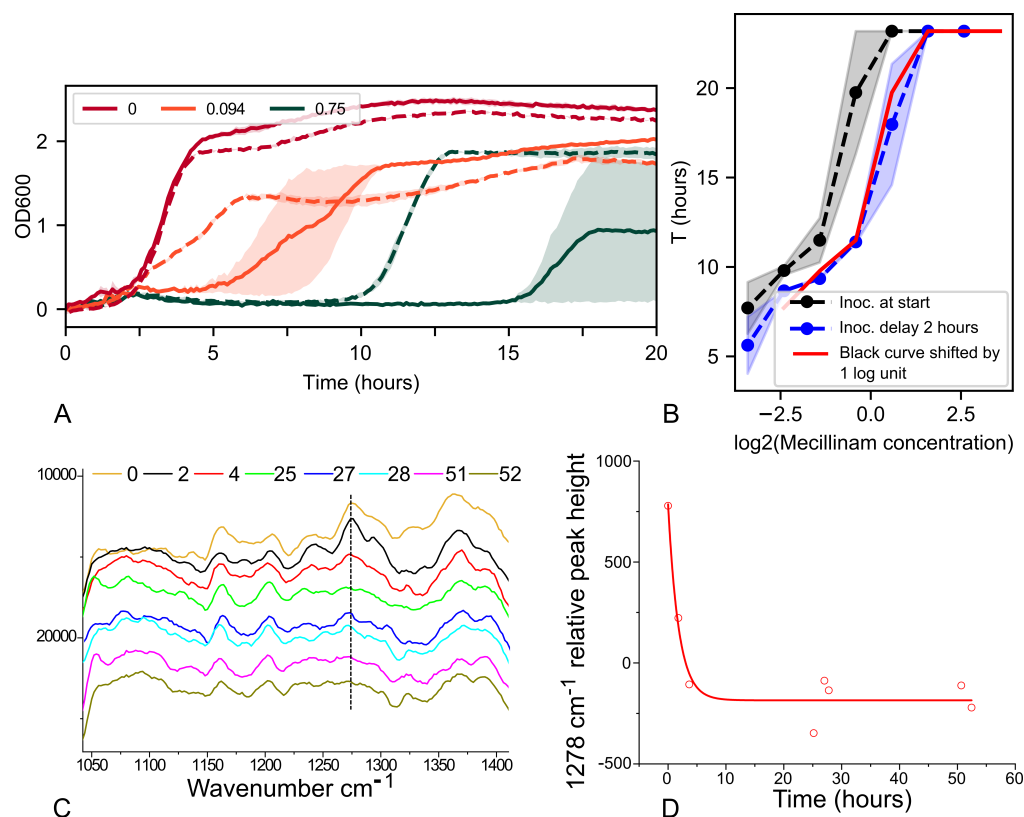 0 0.094 0.75
OD600
2
1
0
0 5 10 15 20
Time (hours)
A
T (hours)
20
15
10
5
Inoc. at start
Inoc. delay 2 hours
Black curve shifted by
1 log unit
−2.5 0.0 2.5
log2(Mecillinam concentration)
B
10000
20000
0 2 4 25 27 28 51 52
1050 1100 1150 1200 1250 1300 1350 1400
Wavenumber cm⁻¹
C
1278 cm⁻¹ relative peak height
1000
500
0
-500
0 10 20 30 40 50 60
Time (hours)
D